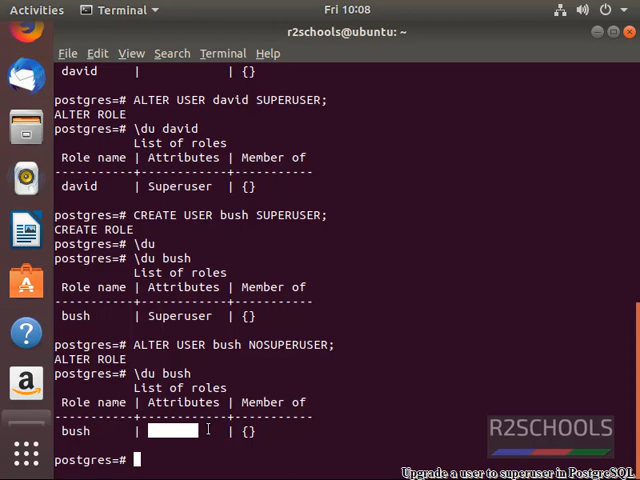 Activities Terminal Fri 10:08
r2schools@ubuntu: ~
File Edit View Search Terminal Help
david | | {}
postgres=# ALTER USER david SUPERUSER;
ALTER ROLE
postgres=# \du david
List of roles
Role name | Attributes | Member of
-----------+------------+-----------
david | Superuser | {}
postgres=# CREATE USER bush SUPERUSER;
CREATE ROLE
postgres=# \du
postgres=# \du bush
List of roles
Role name | Attributes | Member of
-----------+------------+-----------
bush | Superuser | {}
postgres=# ALTER USER bush NOSUPERUSER;
ALTER ROLE
postgres=# \du bush
List of roles
Role name | Attributes | Member of
-----------+------------+-----------
bush | | {}
postgres=#
R2SCHOOLS
Upgrade a user to superuser in PostgreSQL